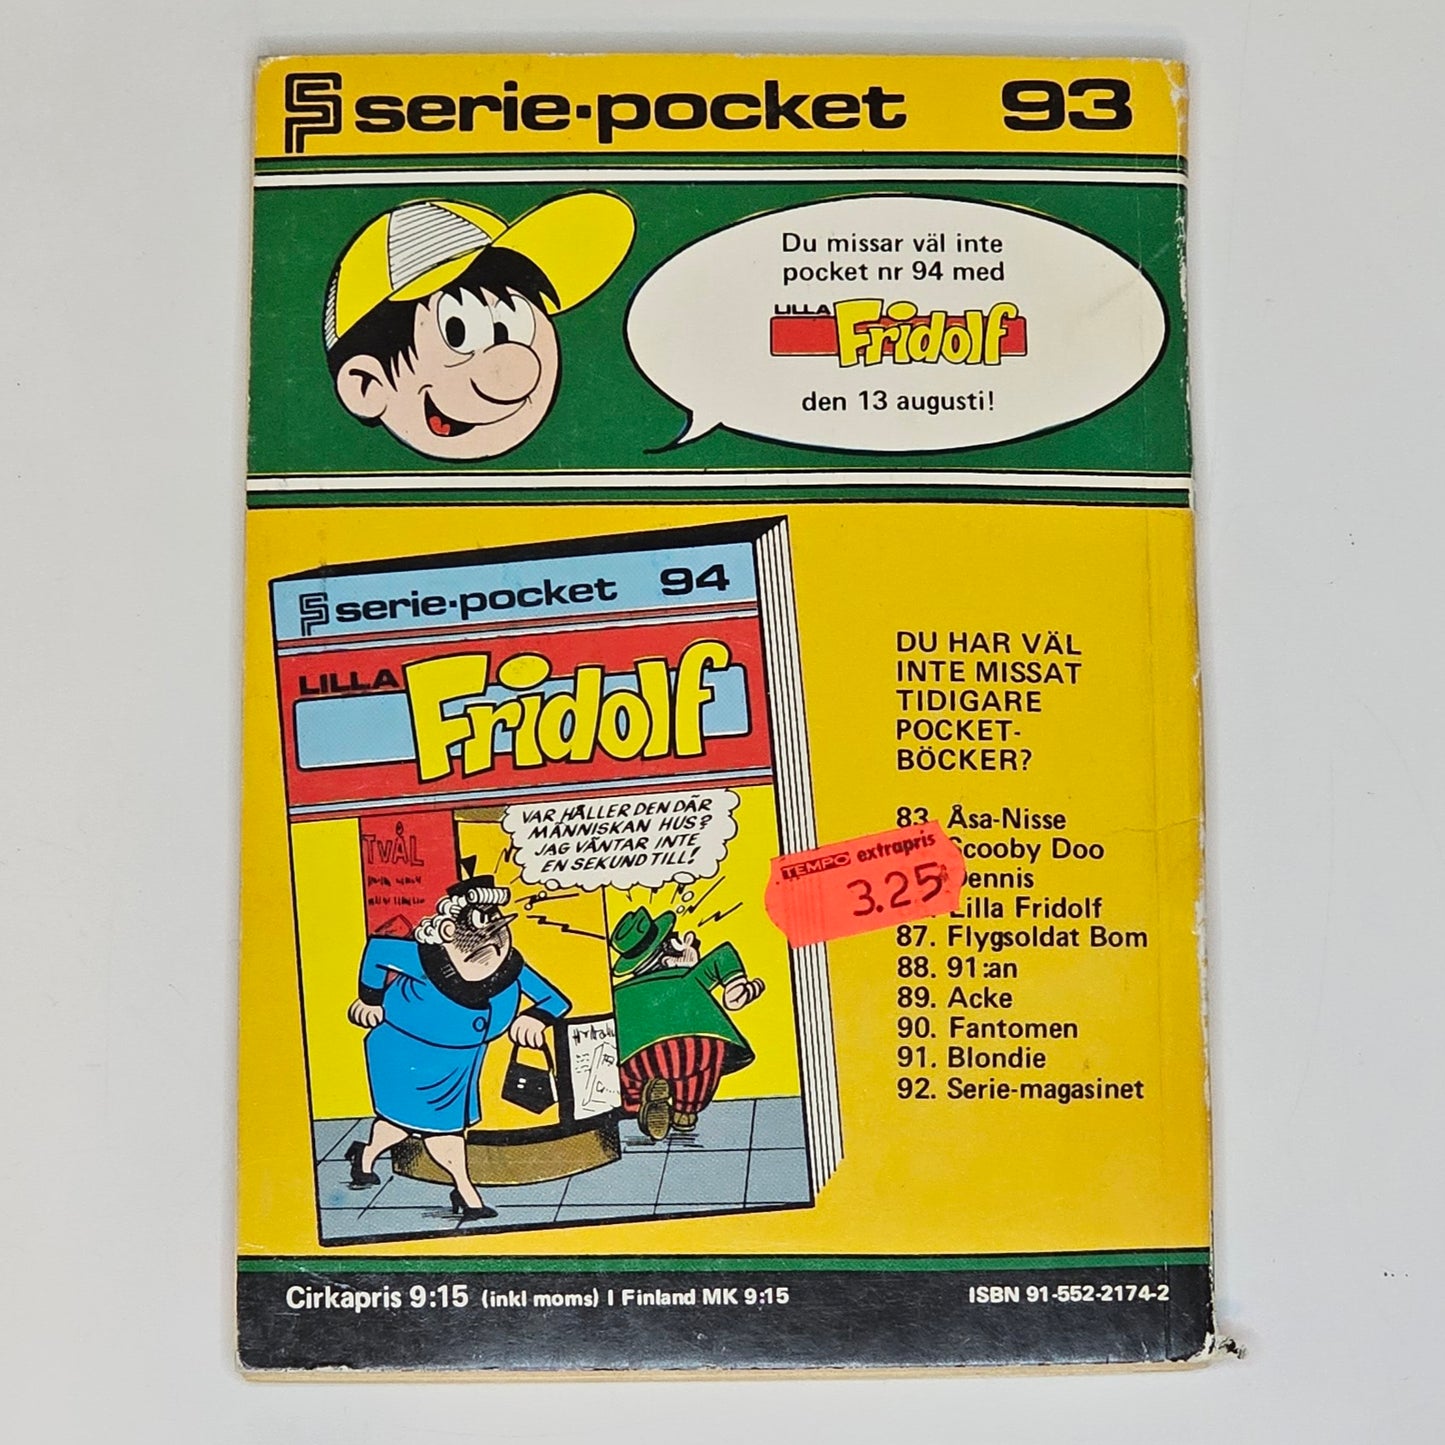 serie-pocket 93
Du missar väl inte
pocket nr 94 med
LILLA Fridolf
den 13 augusti!
serie-pocket 94
LILLA Fridolf
VAR HÅLLER DEN DÄR
MÄNNISKAN HUS?
JAG VÄNTAR INTE
EN SEKUND TILL!
TVÅL
DU HAR VÄL
INTE MISSAT
TIDIGARE
POCKET-
BÖCKER?
83. Åsa-Nisse
Scooby Doo
Dennis
Lilla Fridolf
87. Flygsoldat Bom
88. 91:an
89. Acke
90. Fantomen
91. Blondie
92. Serie-magasinet
TEMPO extrapris
3.25
Cirkapris 9:15 (inkl moms) I Finland MK 9:15
ISBN 91-552-2174-2